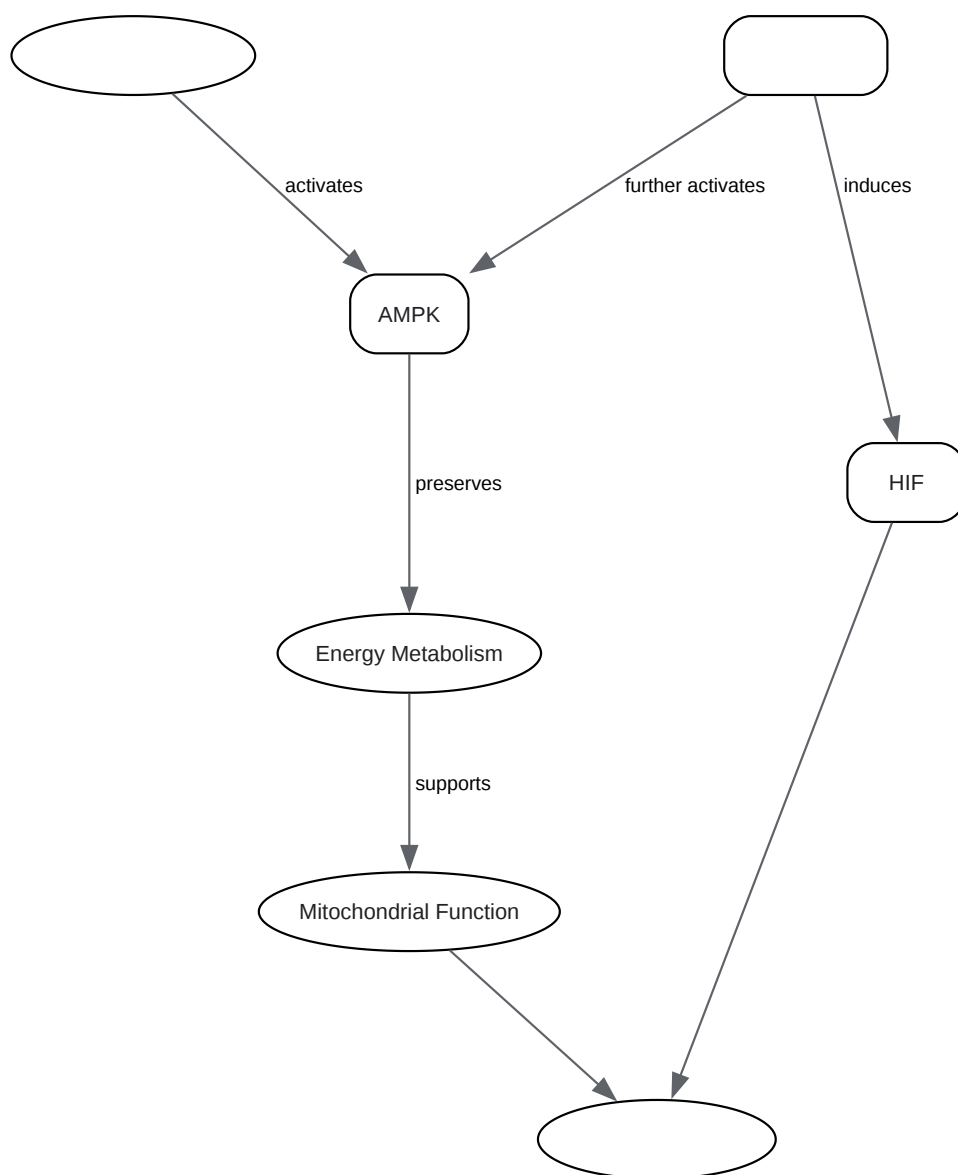 activates
further activates
induces
AMPK
preserves
HIF
Energy Metabolism
supports
Mitochondrial Function